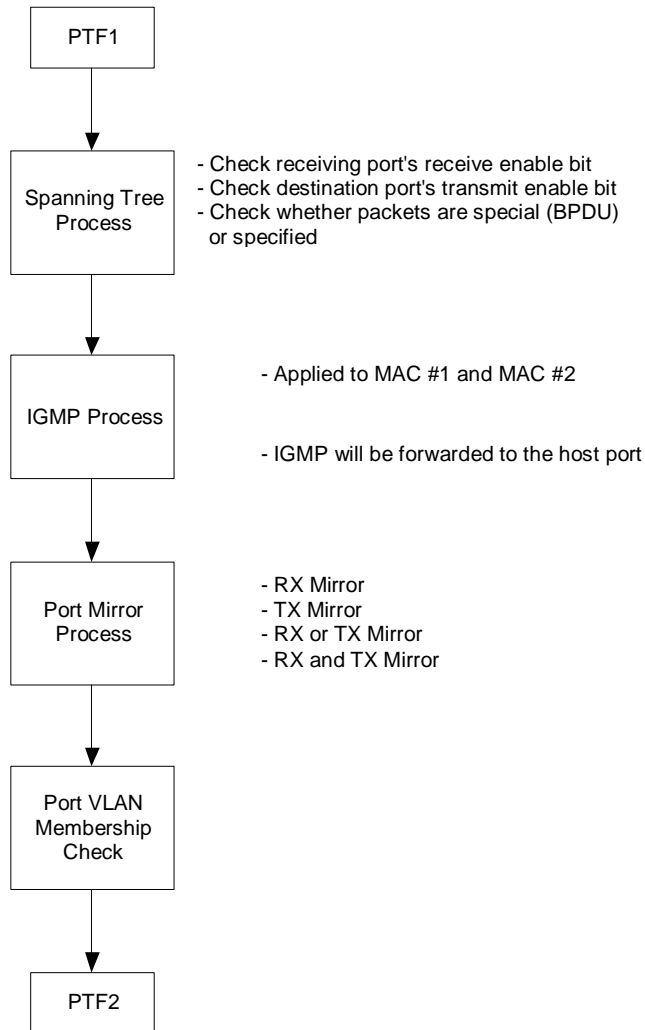 PTF1
Spanning Tree
Process
- Check receiving port's receive enable bit
- Check destination port's transmit enable bit
- Check whether packets are special (BPDU)
or specified
IGMP Process
- Applied to MAC #1 and MAC #2
- IGMP will be forwarded to the host port
Port Mirror
Process
- RX Mirror
- TX Mirror
- RX or TX Mirror
- RX and TX Mirror
Port VLAN
Membership
Check
PTF2